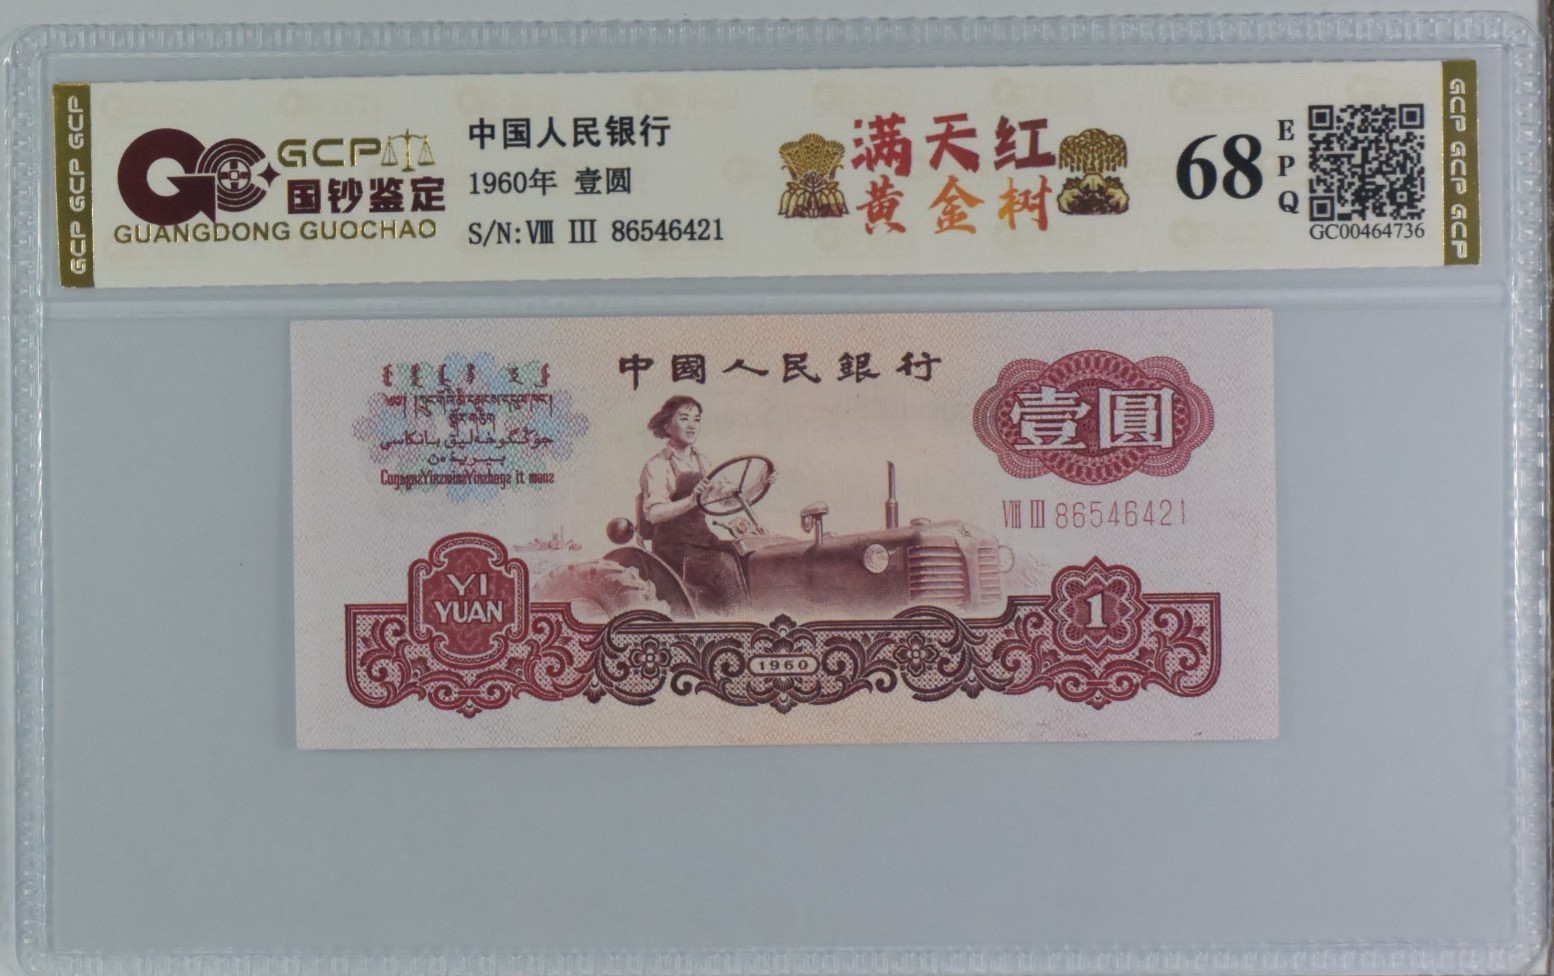 GCP GCP GCP
GCP
国钞鉴定
GUANGDONG GUOCHAO
中国人民银行
1960年 壹圆
S/N:Ⅷ III 86546421
满天红
黄金树
68
EPQ
GC00464736
GCP GCP GCP
中國人民銀行
壹圓
Ⅷ III 86546421
YI
YUAN
1960
1